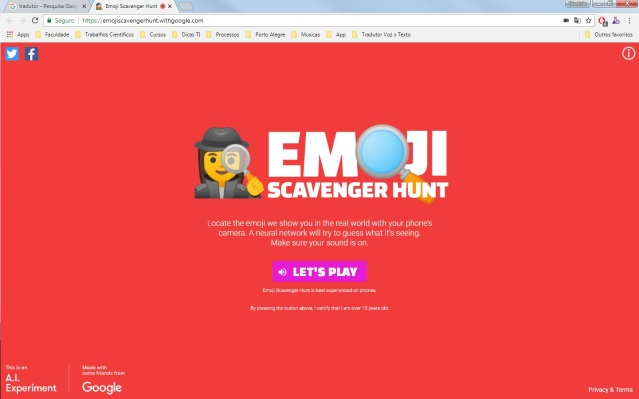 tradutor - Pesquisa Goo
Emoji Scavenger Hunt
Seguro
https://emojiscavengerhunt.withgoogle.com
Apps
Faculdade
Trabalhos Científicos
Cursos
Dicas TI
Processos
Porto Alegre
Musicas
App
Tradutor Voz x Texto
Outros favoritos
EMOJI
SCAVENGER HUNT
Locate the emoji we show you in the real world with your phone's
camera. A neural network will try to guess what it's seeing.
Make sure your sound is on.
LET'S PLAY
Emoji Scavenger Hunt is best experienced on phones.
By pressing the button above, I certify that I am over 13 years old.
This is an
A.I.
Experiment
Made with
some friends from
Google
Privacy & Terms